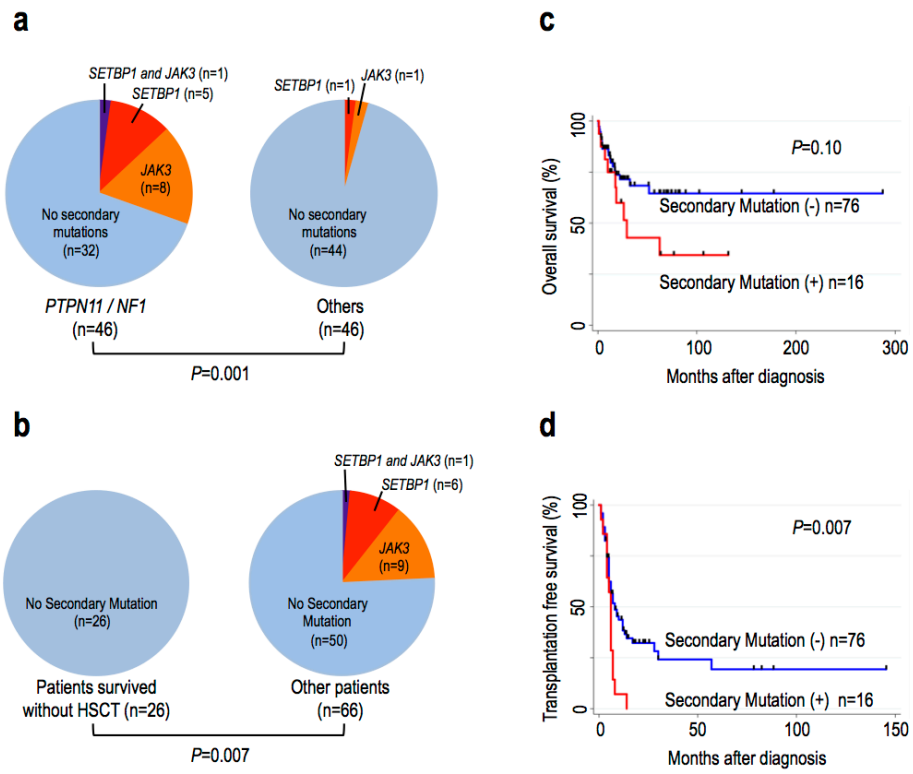 a
SETBP1 and JAK3 (n=1)
SETBP1 (n=5)
JAK3
(n=8)
No secondary
mutations
(n=32)
PTPN11 / NF1
(n=46)
SETBP1 (n=1)
JAK3 (n=1)
No secondary
mutations
(n=44)
Others
(n=46)
P=0.001
b
No Secondary Mutation
(n=26)
Patients survived
without HSCT (n=26)
SETBP1 and JAK3 (n=1)
SETBP1 (n=6)
JAK3
(n=9)
No Secondary
Mutation
(n=50)
Other patients
(n=66)
P=0.007
c
Overall survival (%)
100
50
0
P=0.10
Secondary Mutation (-) n=76
Secondary Mutation (+) n=16
0 100 200 300
Months after diagnosis
d
Transplantation free survival (%)
100
50
0
P=0.007
Secondary Mutation (-) n=76
Secondary Mutation (+) n=16
0 50 100 150
Months after diagnosis